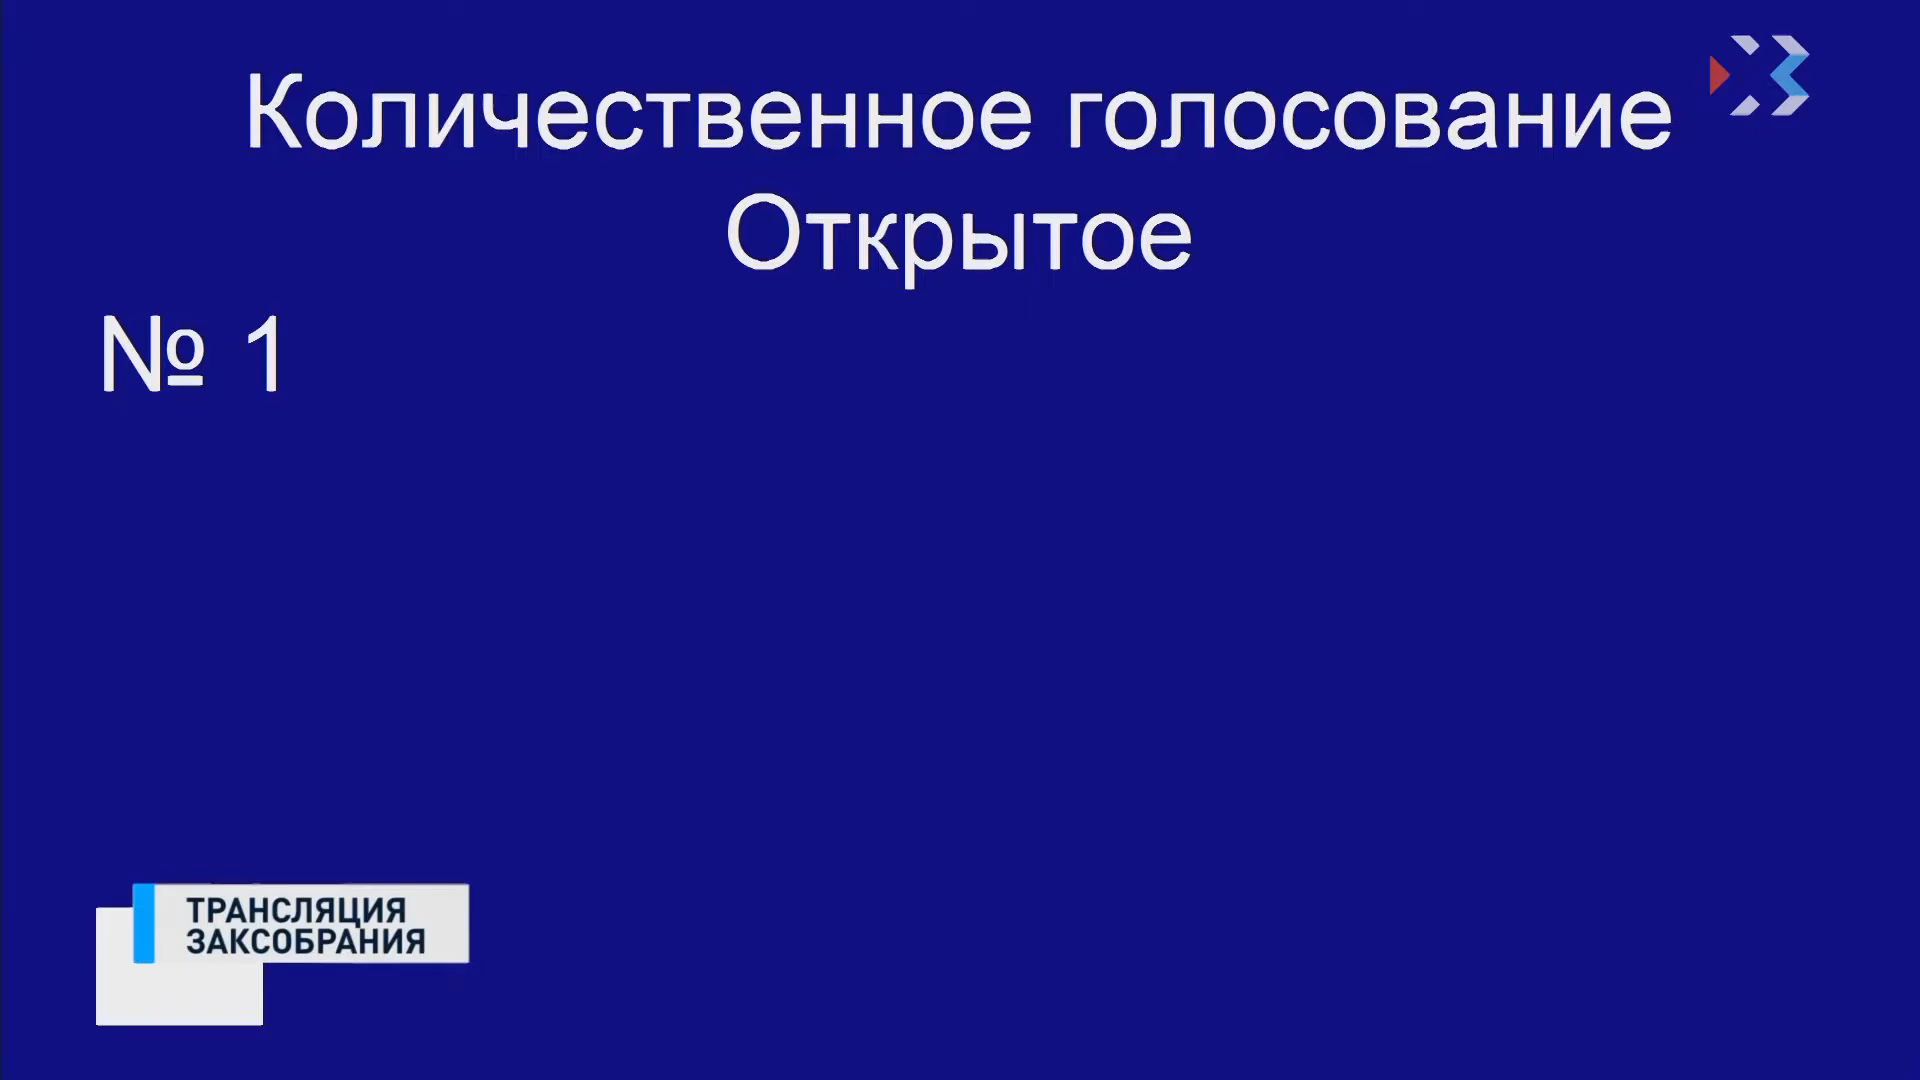 Количественное голосование
Открытое
№ 1
ТРАНСЛЯЦИЯ
ЗАКСОБРАНИЯ